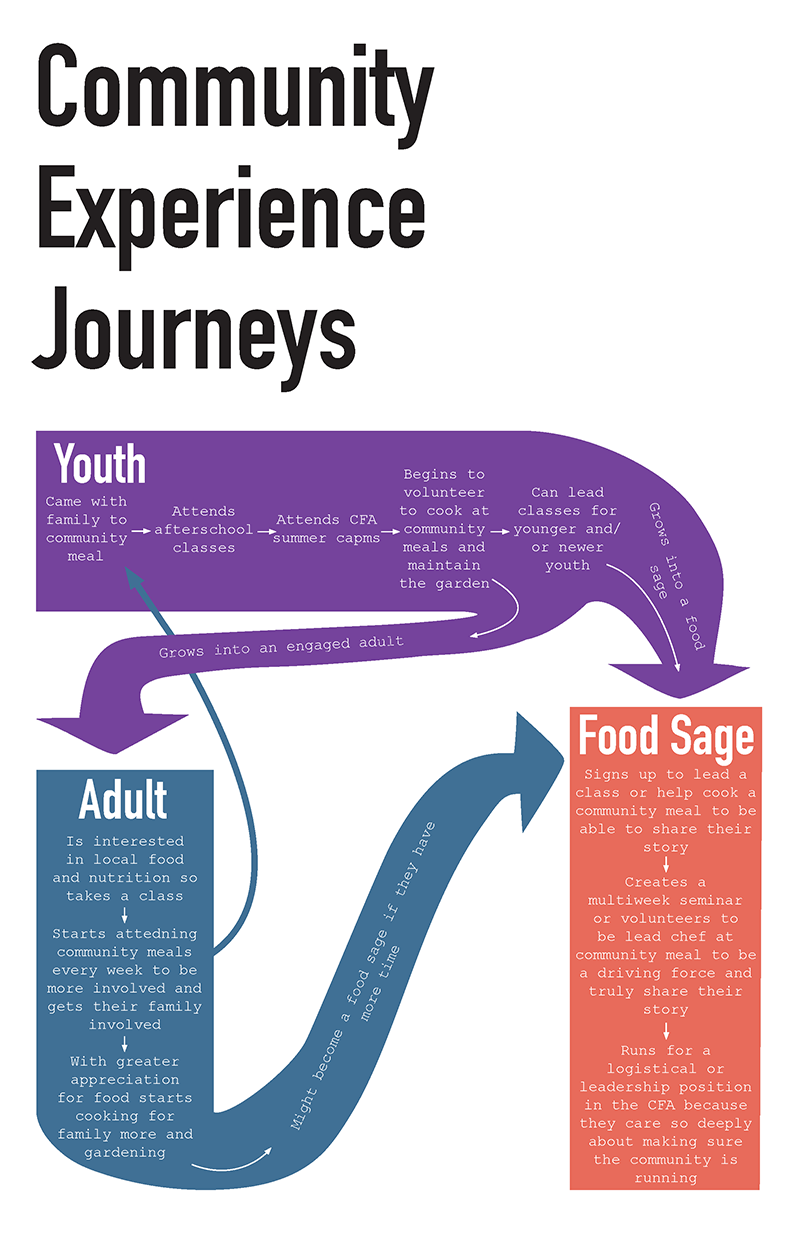 Community
Experience
Journeys
Youth
Came with
family to
community
meal
Attends
afterschool
classes
Attends CFA
summer capms
Begins to
volunteer
to cook at
community
meals and
maintain
the garden
Can lead
classes for
younger and/
or newer
youth
Grows into a food
sage
Grows into an engaged adult
Adult
Is interested
in local food
and nutrition so
takes a class
Starts attedning
community meals
every week to be
more involved and
gets their family
involved
With greater
appreciation
for food starts
cooking for
family more and
gardening
Might become a food sage if they have
more time
Food Sage
Signs up to lead a
class or help cook a
community meal to be
able to share their
story
Creates a
multiweek seminar
or volunteers to
be lead chef at
community meal to be
a driving force and
truly share their
story
Runs for a
logistical or
leadership position
in the CFA because
they care so deeply
about making sure
the community is
running